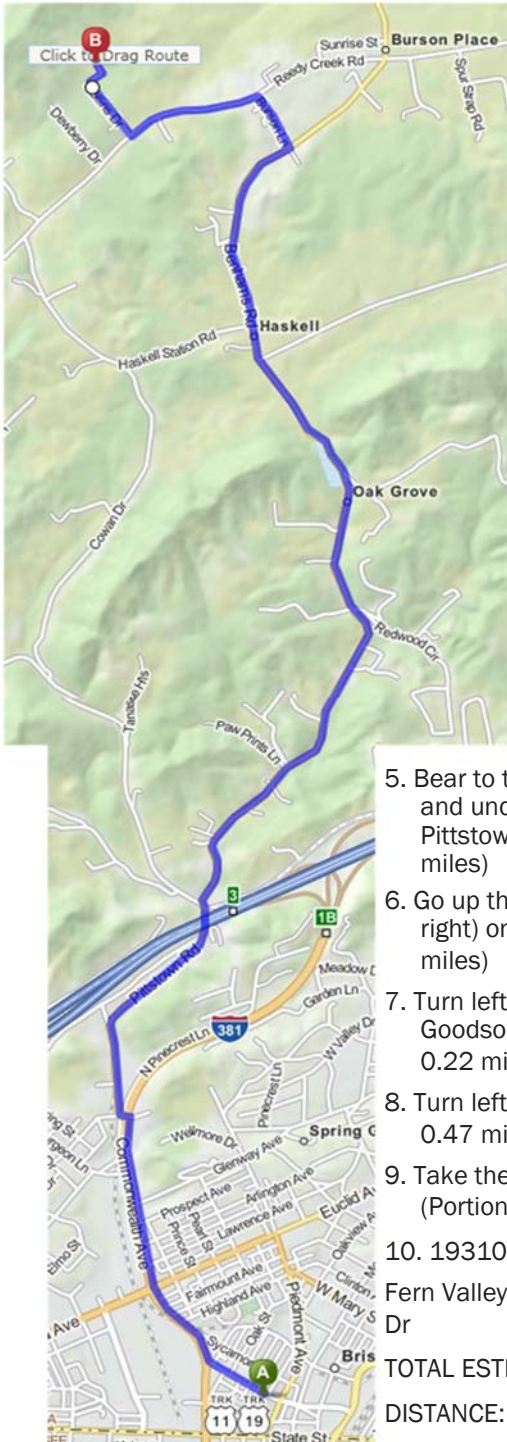 B
Click to Drag Route
Sunrise St
Burson Place
Reedy Creek Rd
Spur Strap Rd
Dewberry Dr
Benhams Rd
Haskell
Haskell Station Rd
Oak Grove
Cowan Dr
Redwood Cir
Tanasse Hts
Paw Prints Ln
5. Bear to t
and und
Pittstow
miles)
6. Go up th
right) or
miles)
7. Turn left
Goodso
0.22 mi
8. Turn left
0.47 mi
9. Take the
(Portion
10. 19310
Fern Valley
Dr
TOTAL ESTI
DISTANCE:
3
1B
Pittstown Rd
Meadow D
Garden Ln
N Pinecrest Ln
381
W Valley Dr
Pinecrest Ln
Wellmore Dr
Spring G
Glenway Ave
Commonwealth Ave
Prospect Ave
Arlington Ave
Euclid Av
Pearl St
Prince St
Lawrence Ave
Oakview A
Elmo St
Fairmount Ave
Clinton A
Highland Ave
W Mary S
Piedmont Ave
Ave
Oak St
Sycamo
Bris
A
TRK
11
TRK
19
State St